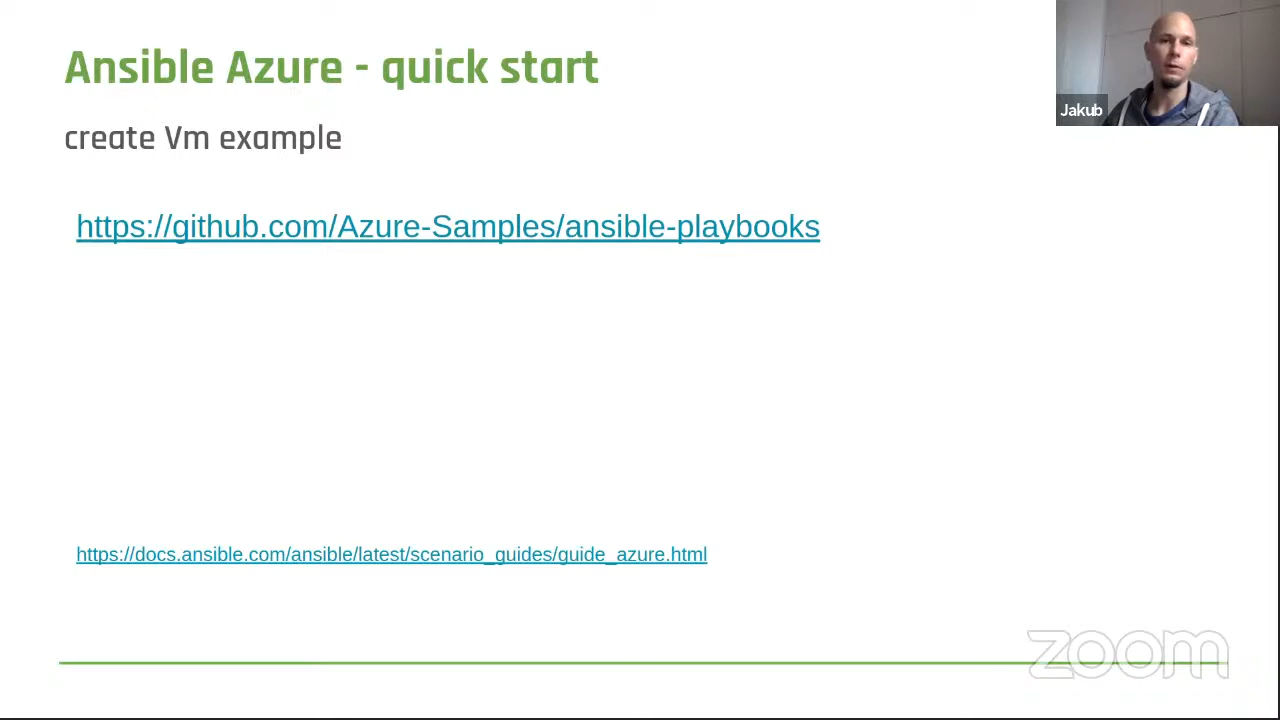 Ansible Azure - quick start
create Vm example
https://github.com/Azure-Samples/ansible-playbooks
https://docs.ansible.com/ansible/latest/scenario_guides/guide_azure.html
Jakub
zoom